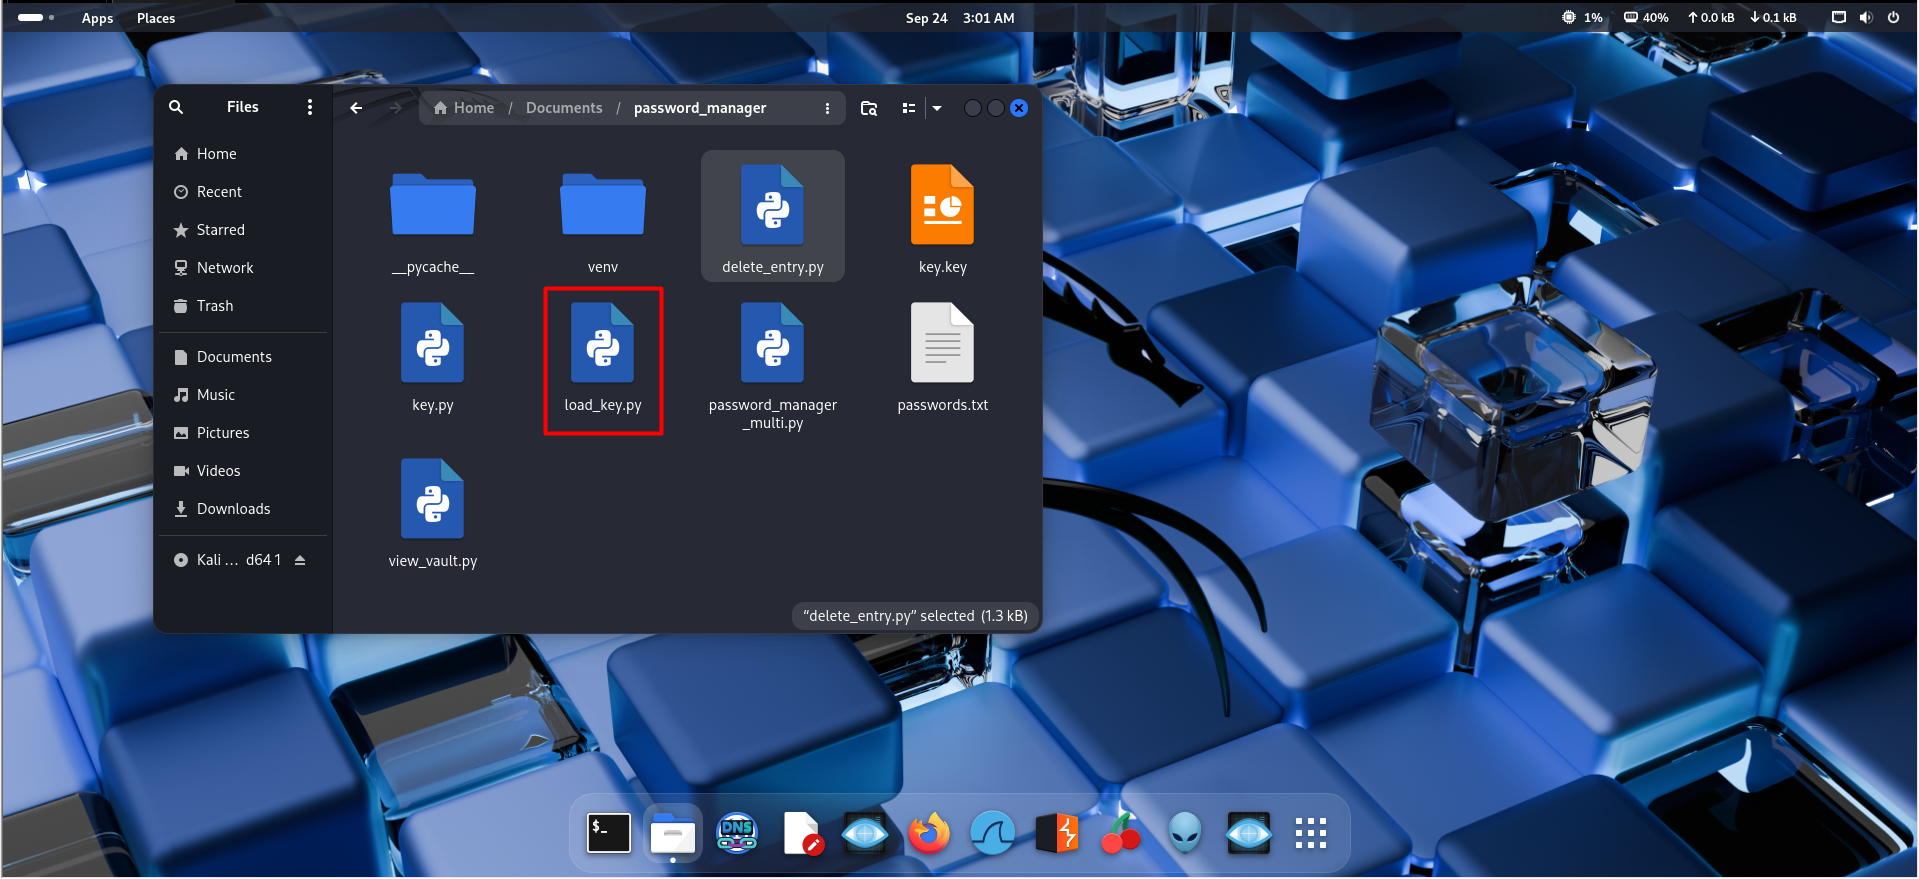 Apps Places Sep 24 3:01 AM 1% 40% 0.0 kB 0.1 kB
Files Home / Documents / password_manager
Home
Recent
Starred
Network
Trash
Documents
Music
Pictures
Videos
Downloads
Kali ... d64 1
__pycache__ venv delete_entry.py key.key
key.py load_key.py password_manager passwords.txt
_multi.py
view_vault.py
“delete_entry.py” selected (1.3 kB)
$_ DNS